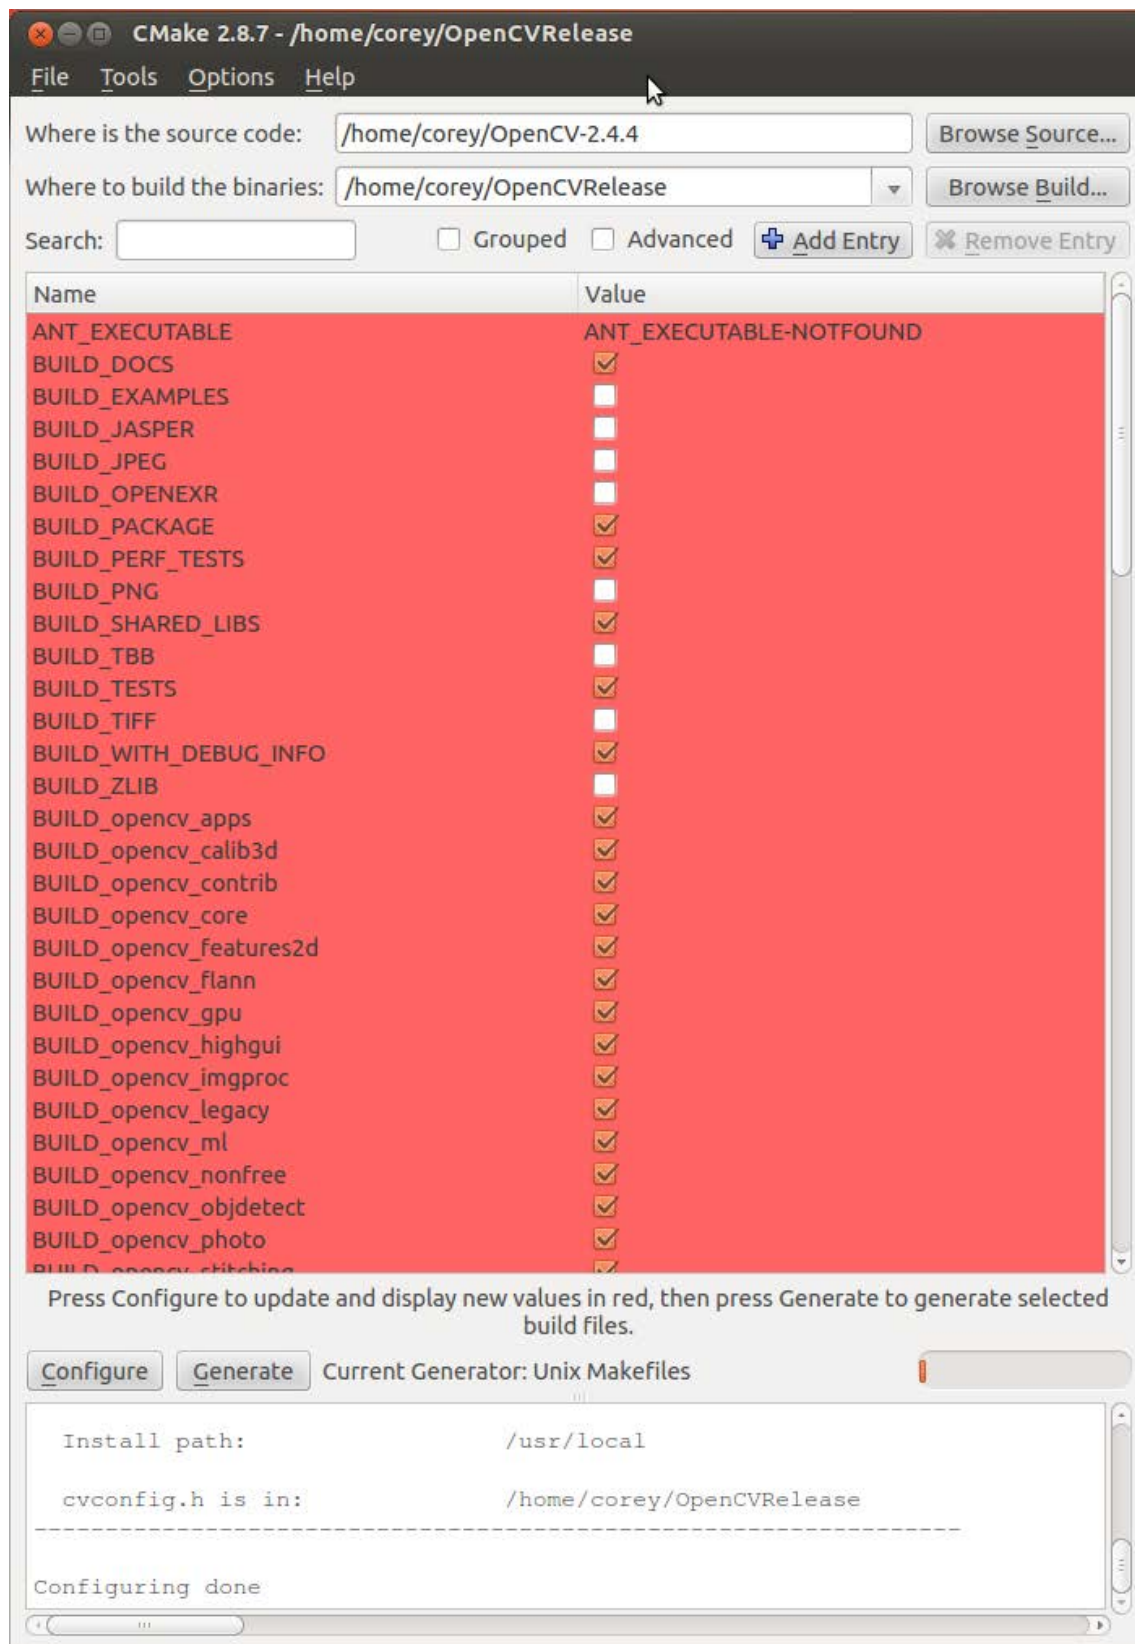 CMake 2.8.7 - /home/corey/OpenCVRelease
File Tools Options Help
Where is the source code: /home/corey/OpenCV-2.4.4 Browse Source...
Where to build the binaries: /home/corey/OpenCVRelease Browse Build...
Search: Grouped Advanced Add Entry Remove Entry
Name Value
ANT_EXECUTABLE ANT_EXECUTABLE-NOTFOUND
BUILD_DOCS
BUILD_EXAMPLES
BUILD_JASPER
BUILD_JPEG
BUILD_OPENEXR
BUILD_PACKAGE
BUILD_PERF_TESTS
BUILD_PNG
BUILD_SHARED_LIBS
BUILD_TBB
BUILD_TESTS
BUILD_TIFF
BUILD_WITH_DEBUG_INFO
BUILD_ZLIB
BUILD_opencv_apps
BUILD_opencv_calib3d
BUILD_opencv_contrib
BUILD_opencv_core
BUILD_opencv_features2d
BUILD_opencv_flann
BUILD_opencv_gpu
BUILD_opencv_highgui
BUILD_opencv_imgproc
BUILD_opencv_legacy
BUILD_opencv_ml
BUILD_opencv_nonfree
BUILD_opencv_objdetect
BUILD_opencv_photo
BUILD_opencv_stitching
Press Configure to update and display new values in red, then press Generate to generate selected
build files.
Configure Generate Current Generator: Unix Makefiles
Install path: /usr/local
cvconfig.h is in: /home/corey/OpenCVRelease
-----------------------------------------------------------------
Configuring done